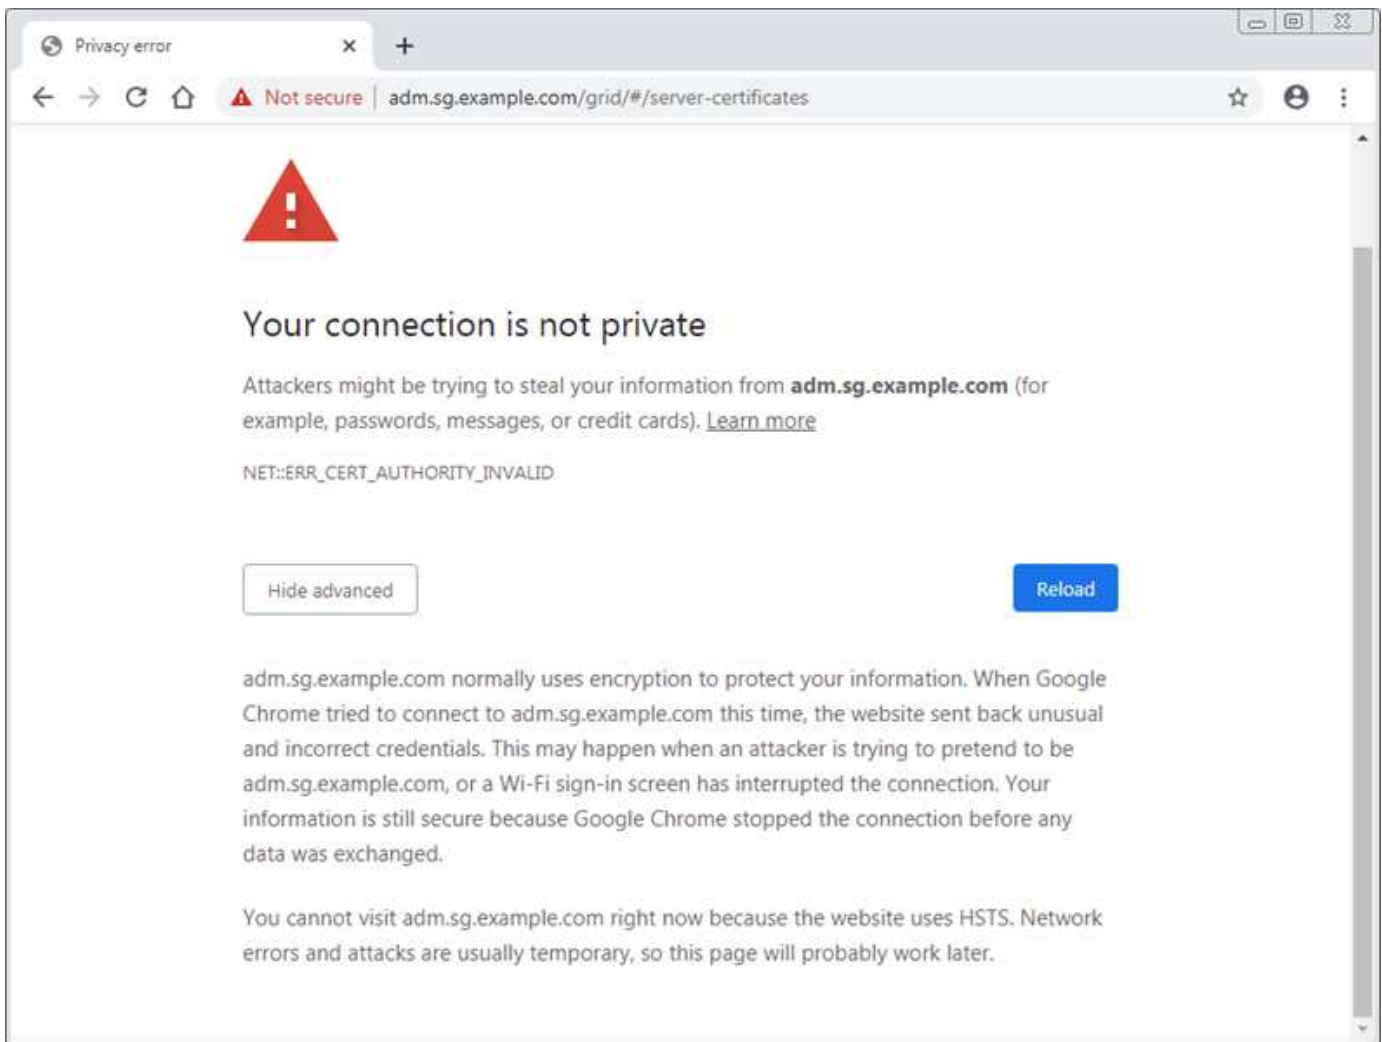 Privacy error
Not secure adm.sg.example.com/grid/#/server-certificates
Your connection is not private
Attackers might be trying to steal your information from adm.sg.example.com (for
example, passwords, messages, or credit cards). Learn more
NET::ERR_CERT_AUTHORITY_INVALID
Hide advanced
Reload
adm.sg.example.com normally uses encryption to protect your information. When Google
Chrome tried to connect to adm.sg.example.com this time, the website sent back unusual
and incorrect credentials. This may happen when an attacker is trying to pretend to be
adm.sg.example.com, or a Wi-Fi sign-in screen has interrupted the connection. Your
information is still secure because Google Chrome stopped the connection before any
data was exchanged.
You cannot visit adm.sg.example.com right now because the website uses HSTS. Network
errors and attacks are usually temporary, so this page will probably work later.